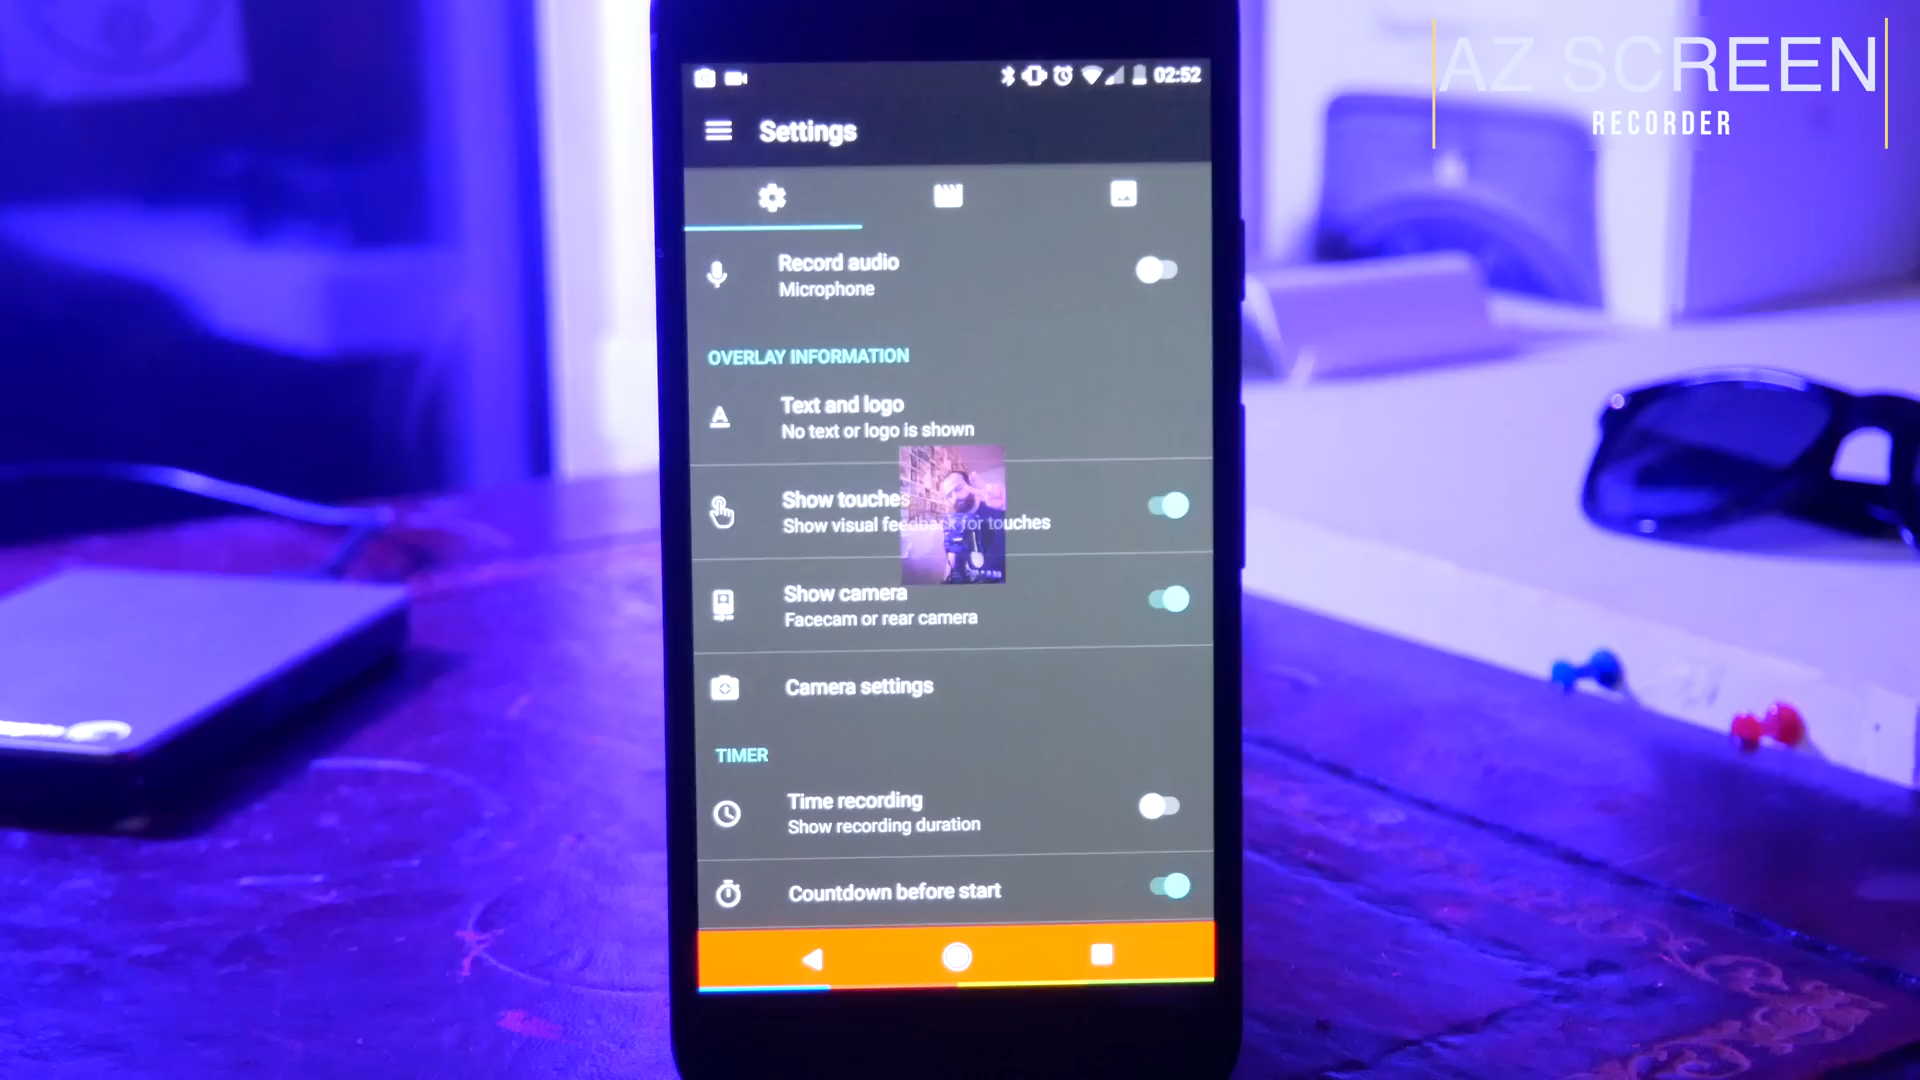 AZ SCREEN
RECORDER
02:52
Settings
Record audio
Microphone
OVERLAY INFORMATION
Text and logo
No text or logo is shown
Show touches
Show visual feedback for touches
Show camera
Facecam or rear camera
Camera settings
TIMER
Time recording
Show recording duration
Countdown before start